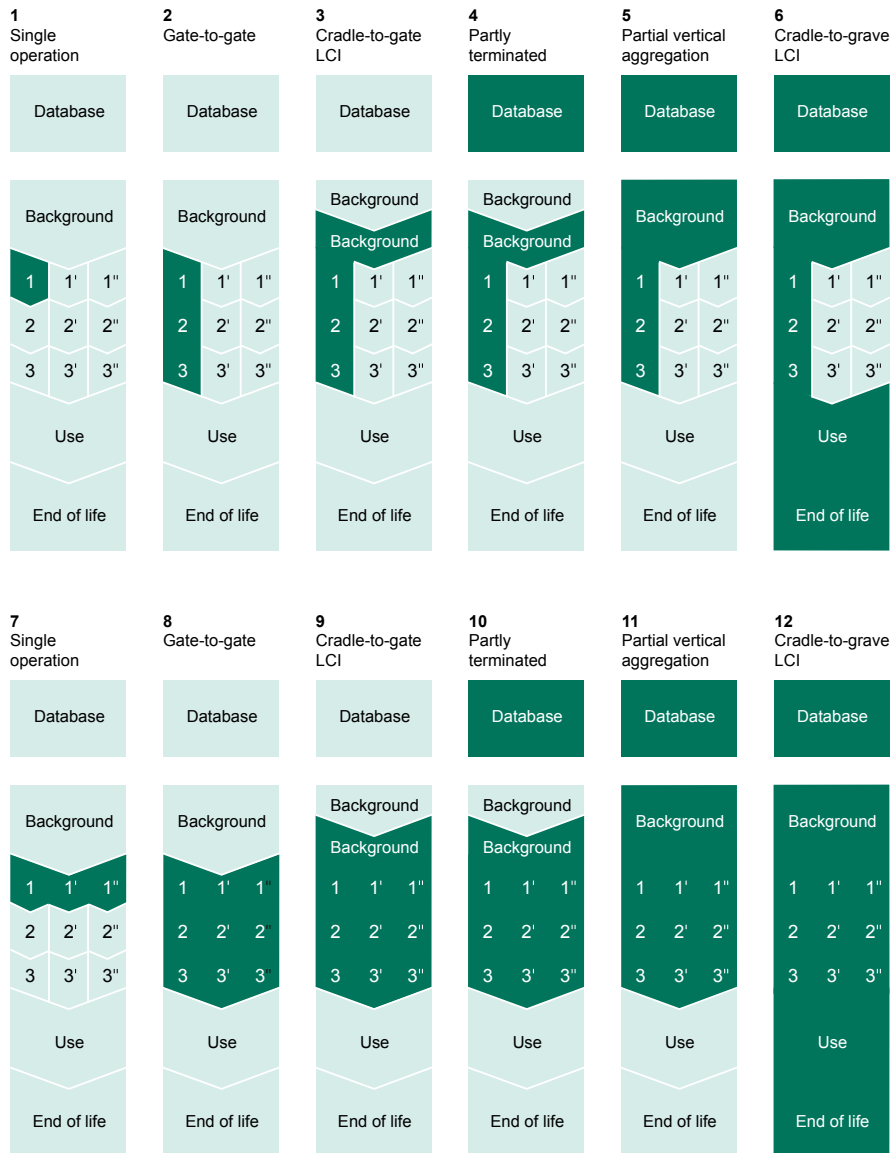 1 2 3 4 5 6
Single Gate-to-gate Cradle-to-gate Partly Partial vertical Cradle-to-grave
operation LCI terminated aggregation LCI
Database Database Database Database Database Database
Background Background
Background Background Background Background
Background Background
1 1' 1" 1 1' 1" 1 1' 1" 1 1' 1" 1 1' 1" 1 1' 1"
2 2' 2" 2 2' 2" 2 2' 2" 2 2' 2" 2 2' 2" 2 2' 2"
3 3' 3" 3 3' 3" 3 3' 3" 3 3' 3" 3 3' 3" 3 3' 3"
Use Use Use Use Use Use
End of life End of life End of life End of life End of life End of life
7 8 9 10 11 12
Single Gate-to-gate Cradle-to-gate Partly Partial vertical Cradle-to-grave
operation LCI terminated aggregation LCI
Database Database Database Database Database Database
Background Background
Background Background Background Background
Background Background
1 1' 1" 1 1' 1" 1 1' 1" 1 1' 1" 1 1' 1" 1 1' 1"
2 2' 2" 2 2' 2" 2 2' 2" 2 2' 2" 2 2' 2" 2 2' 2"
3 3' 3" 3 3' 3" 3 3' 3" 3 3' 3" 3 3' 3" 3 3' 3"
Use Use Use Use Use Use
End of life End of life End of life End of life End of life End of life